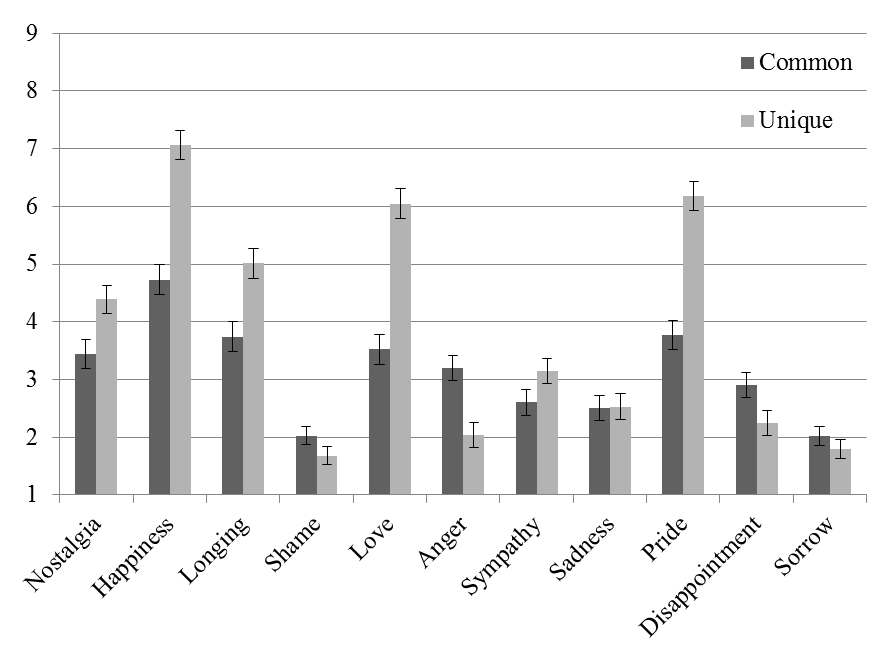 9
8
7
6
5
4
3
2
1
Common
Unique
Nostalgia
Happiness
Longing
Shame
Love
Anger
Sympathy
Sadness
Pride
Disappointment
Sorrow